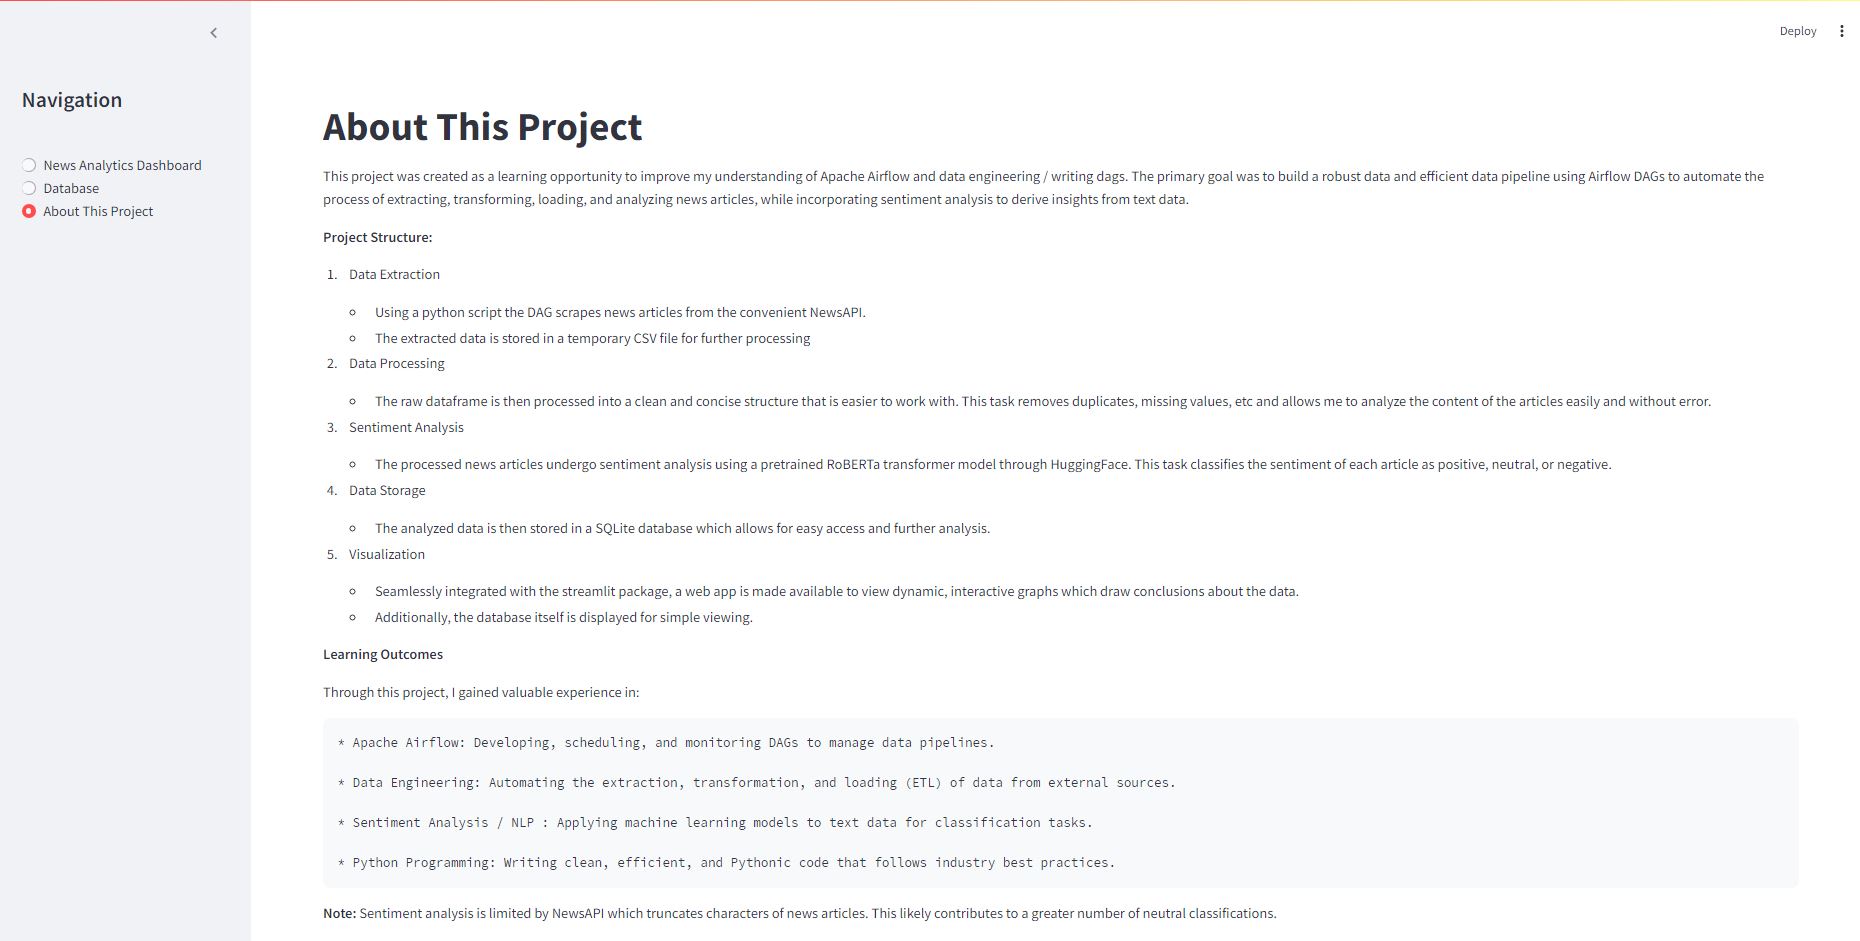 Deploy
Navigation
News Analytics Dashboard
Database
About This Project
About This Project
This project was created as a learning opportunity to improve my understanding of Apache Airflow and data engineering / writing dags. The primary goal was to build a robust data and efficient data pipeline using Airflow DAGs to automate the
process of extracting, transforming, loading, and analyzing news articles, while incorporating sentiment analysis to derive insights from text data.
Project Structure:
1. Data Extraction
Using a python script the DAG scrapes news articles from the convenient NewsAPI.
The extracted data is stored in a temporary CSV file for further processing
2. Data Processing
The raw dataframe is then processed into a clean and concise structure that is easier to work with. This task removes duplicates, missing values, etc and allows me to analyze the content of the articles easily and without error.
3. Sentiment Analysis
The processed news articles undergo sentiment analysis using a pretrained RoBERTa transformer model through HuggingFace. This task classifies the sentiment of each article as positive, neutral, or negative.
4. Data Storage
The analyzed data is then stored in a SQLite database which allows for easy access and further analysis.
5. Visualization
Seamlessly integrated with the streamlit package, a web app is made available to view dynamic, interactive graphs which draw conclusions about the data.
Additionally, the database itself is displayed for simple viewing.
Learning Outcomes
Through this project, I gained valuable experience in:
* Apache Airflow: Developing, scheduling, and monitoring DAGs to manage data pipelines.
* Data Engineering: Automating the extraction, transformation, and loading (ETL) of data from external sources.
* Sentiment Analysis / NLP : Applying machine learning models to text data for classification tasks.
* Python Programming: Writing clean, efficient, and Pythonic code that follows industry best practices.
Note: Sentiment analysis is limited by NewsAPI which truncates characters of news articles. This likely contributes to a greater number of neutral classifications.